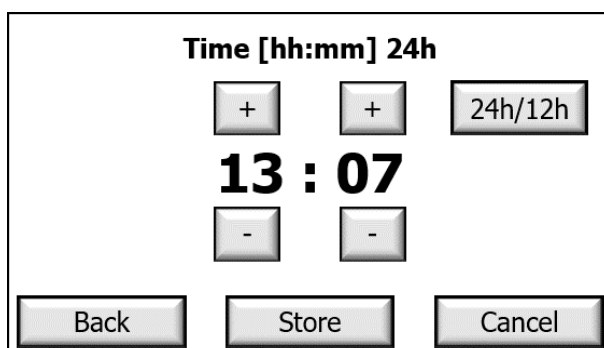 Time [hh:mm] 24h
+ + 24h/12h
13 : 07
- -
Back Store Cancel